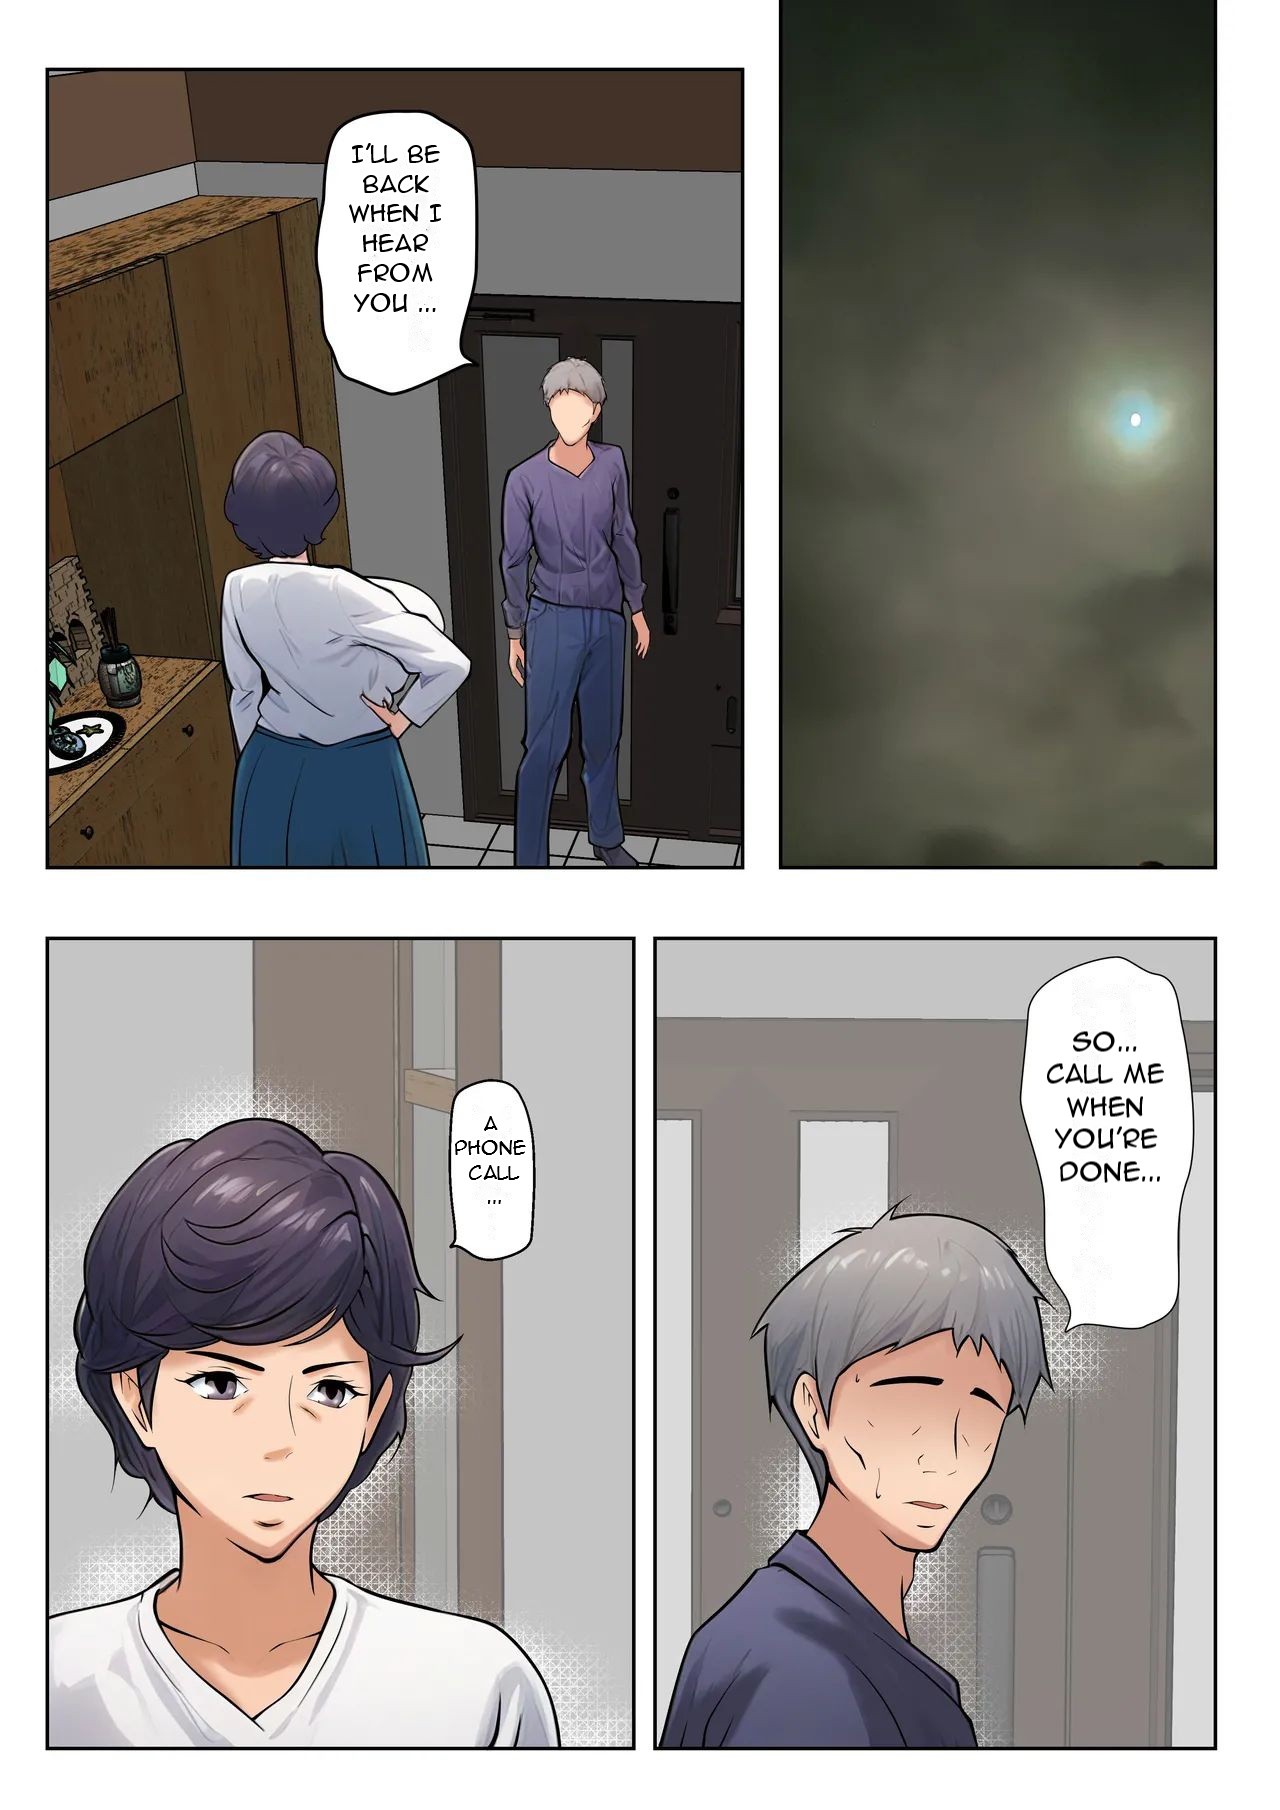 I'LL BE
BACK
WHEN I
HEAR
FROM
YOU ...
SO...
CALL ME
WHEN
YOU'RE
DONE...
A
PHONE
CALL
...